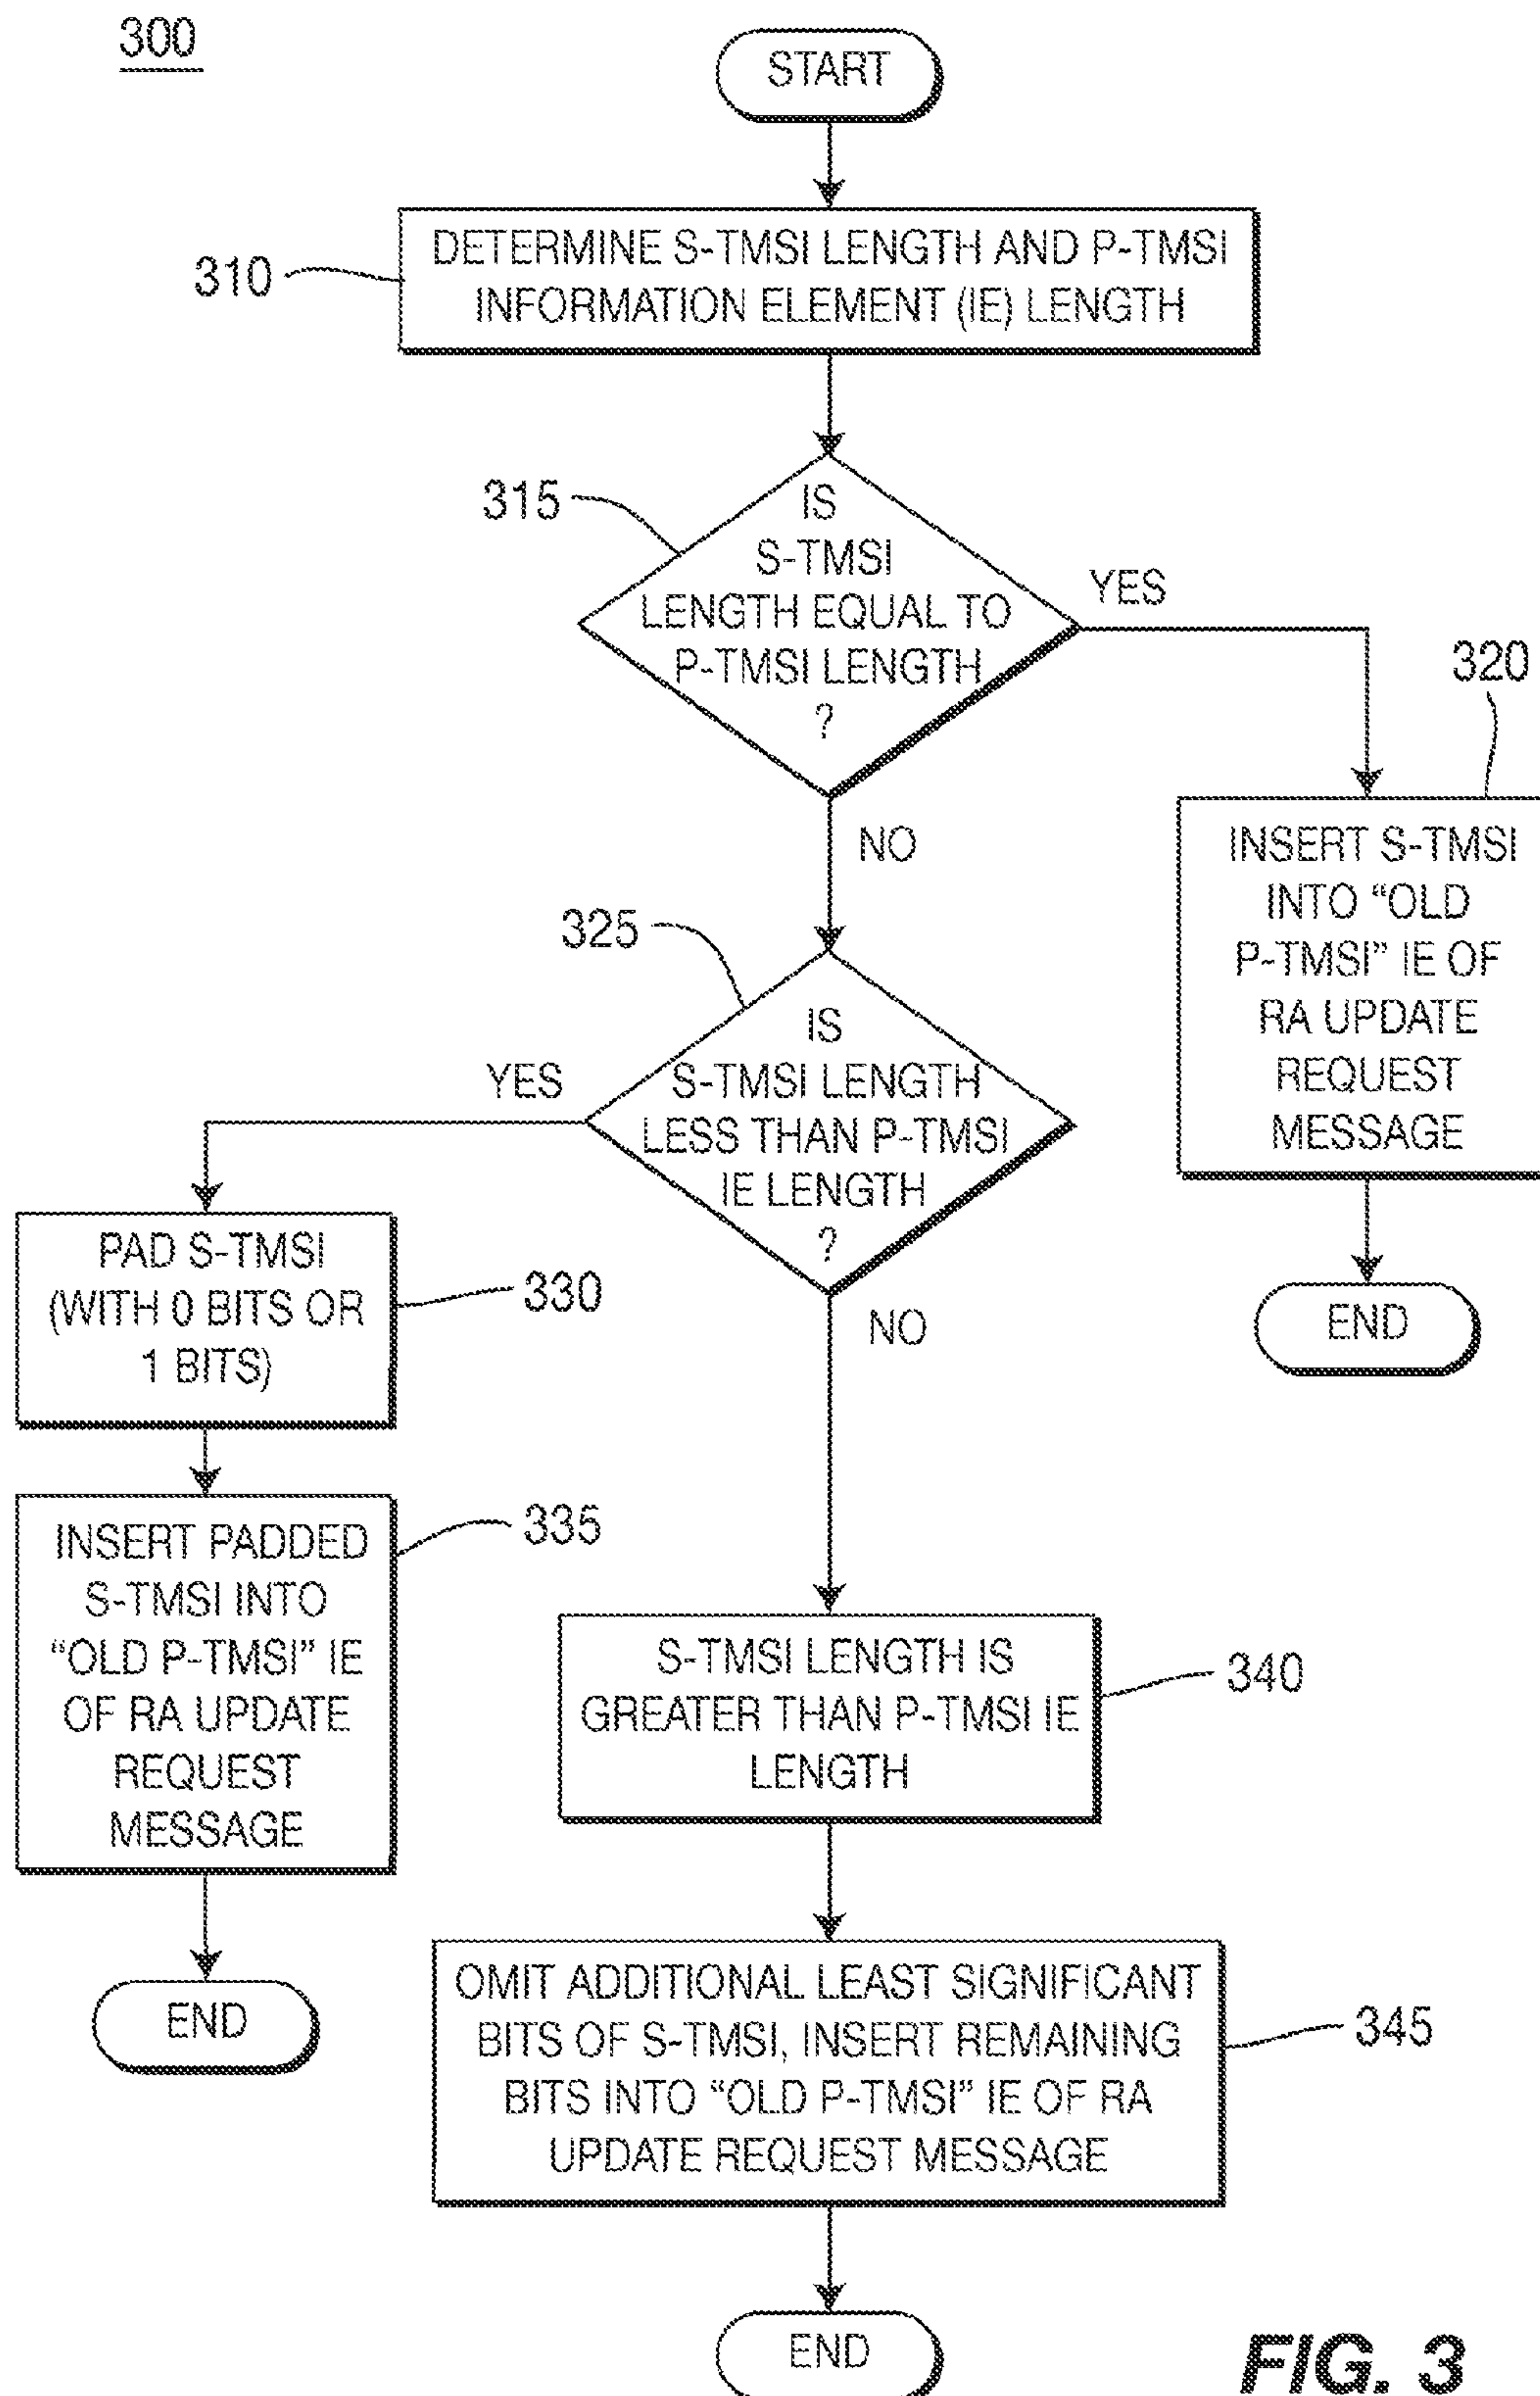 300
START
310
DETERMINE S-TMSI LENGTH AND P-TMSI
INFORMATION ELEMENT (IE) LENGTH
315
IS
S-TMSI
LENGTH EQUAL TO
P-TMSI LENGTH
?
YES
NO
320
INSERT S-TMSI
INTO “OLD
P-TMSI” IE OF
RA UPDATE
REQUEST
MESSAGE
END
325
IS
S-TMSI LENGTH
LESS THAN P-TMSI
IE LENGTH
?
YES
NO
PAD S-TMSI
(WITH 0 BITS OR
1 BITS)
330
INSERT PADDED
S-TMSI INTO
“OLD P-TMSI” IE
OF RA UPDATE
REQUEST
MESSAGE
335
END
S-TMSI LENGTH IS
GREATER THAN P-TMSI IE
LENGTH
340
OMIT ADDITIONAL LEAST SIGNIFICANT
BITS OF S-TMSI, INSERT REMAINING
BITS INTO “OLD P-TMSI” IE OF RA
UPDATE REQUEST MESSAGE
345
END
FIG. 3